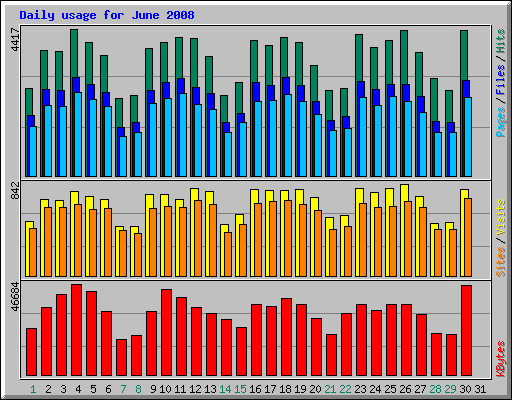 Daily usage for June 2008
4417
Pages / Files / Hits
842
Sites / Visits
46684
KBytes
1 2 3 4 5 6 7 8 9 10 11 12 13 14 15 16 17 18 19 20 21 22 23 24 25 26 27 28 29 30 31